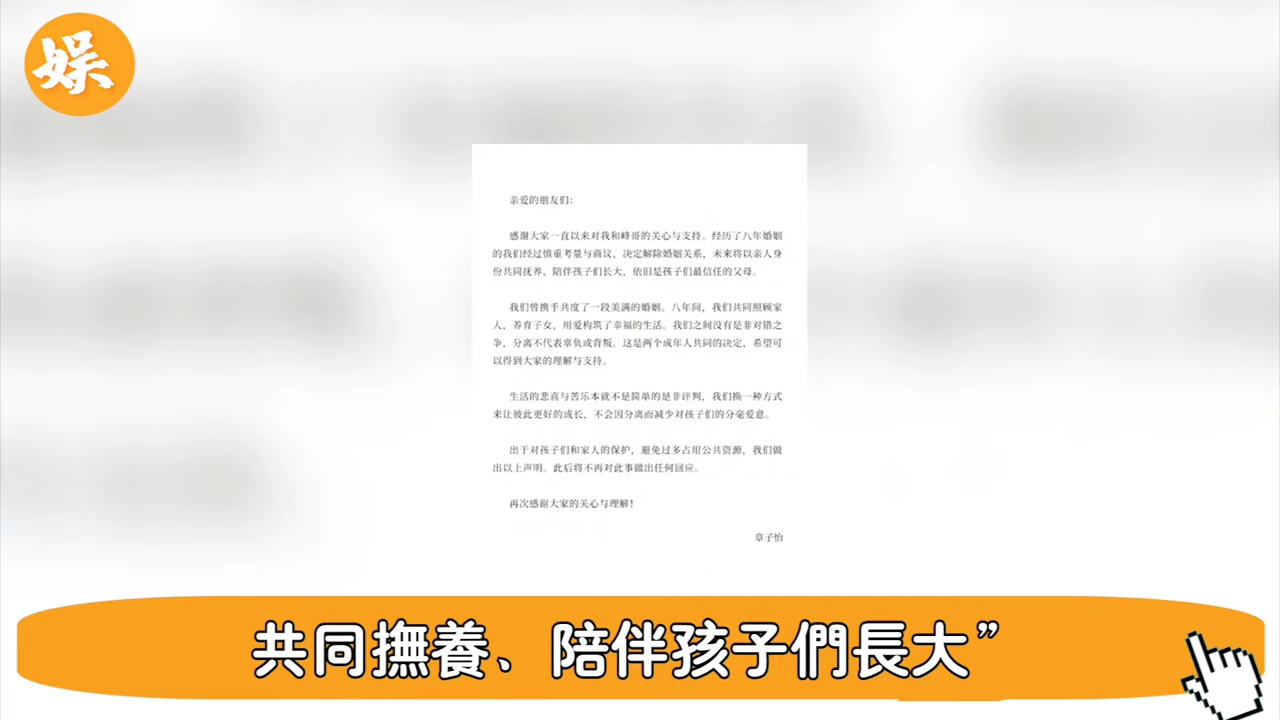 娱
亲爱的朋友们：
感谢大家一直以来对我和峰哥的关心与支持。经历了八年婚姻
的我们经过慎重考量与商议，决定解除婚姻关系，未来将以亲人身
份共同抚养、陪伴孩子们长大，依旧是孩子们最信任的父母。
我们曾携手共度了一段美满的婚姻。八年间，我们共同照顾家
人，养育子女，用爱构筑了幸福的生活。我们之间没有是非对错之
争，分离不代表辜负或背叛。这是两个成年人共同的决定，希望可
以得到大家的理解与支持。
生活的悲喜与苦乐本就不是简单的是非评判，我们换一种方式
来让彼此更好的成长，不会因分离而减少对孩子们的分毫爱意。
出于对孩子们和家人的保护，避免过多占用公共资源，我们做
出以上声明。此后将不再对此事做出任何回应。
再次感谢大家的关心与理解！
章子怡
共同撫養、陪伴孩子們長大”